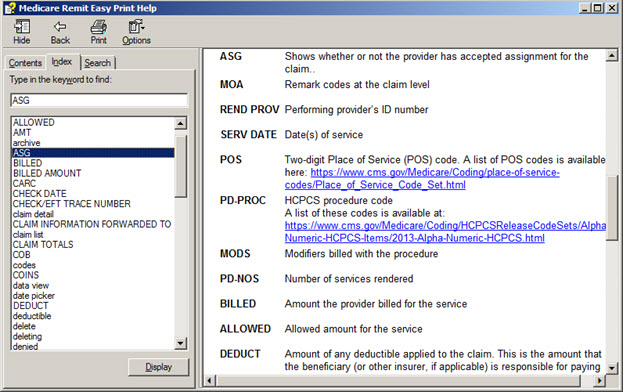 Medicare Remit Easy Print Help
Hide Back Print Options
Contents Index Search
Type in the keyword to find:
ASG
ALLOWED
AMT
archive
ASG
BILLED
BILLED AMOUNT
CARC
CHECK DATE
CHECK/EFT TRACE NUMBER
claim detail
CLAIM INFORMATION FORWARDED TO
claim list
CLAIM TOTALS
COB
codes
COINS
data view
date picker
DEDUCT
deductible
delete
deleting
denied
Display
ASG Shows whether or not the provider has accepted assignment for the
claim..
MOA Remark codes at the claim level
REND PROV Performing provider's ID number
SERV DATE Date(s) of service
POS Two-digit Place of Service (POS) code. A list of POS codes is available
here: https://www.cms.gov/Medicare/Coding/place-of-service-
codes/Place_of_Service_Code_Set.html
PD-PROC HCPCS procedure code
A list of these codes is available at:
https://www.cms.gov/Medicare/Coding/HCPCSReleaseCodeSets/Alpha
Numeric-HCPCS-Items/2013-Alpha-Numeric-HCPCS.html
MODS Modifiers billed with the procedure
PD-NOS Number of services rendered
BILLED Amount the provider billed for the service
ALLOWED Allowed amount for the service
DEDUCT Amount of any deductible applied to the claim. This is the amount that
the beneficiary (or other insurer, if applicable) is responsible for paying